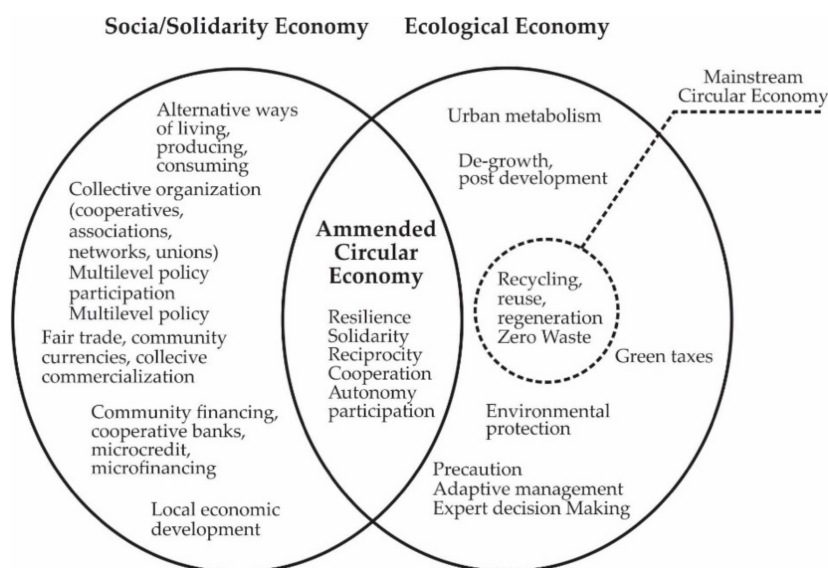 Socia/Solidarity Economy
Ecological Economy
Mainstream
Circular Economy
Alternative ways
of living,
producing,
consuming
Collective organization
(cooperatives,
associations,
networks, unions)
Multilevel policy
participation
Multilevel policy
Fair trade, community
currencies, collecive
commercialization
Community financing,
cooperative banks,
microcredit,
microfinancing
Local economic
development
Ammended
Circular
Economy
Resilience
Solidarity
Reciprocity
Cooperation
Autonomy
participation
Urban metabolism
De-growth,
post development
Recycling,
reuse,
regeneration
Zero Waste
Green taxes
Environmental
protection
Precaution
Adaptive management
Expert decision Making